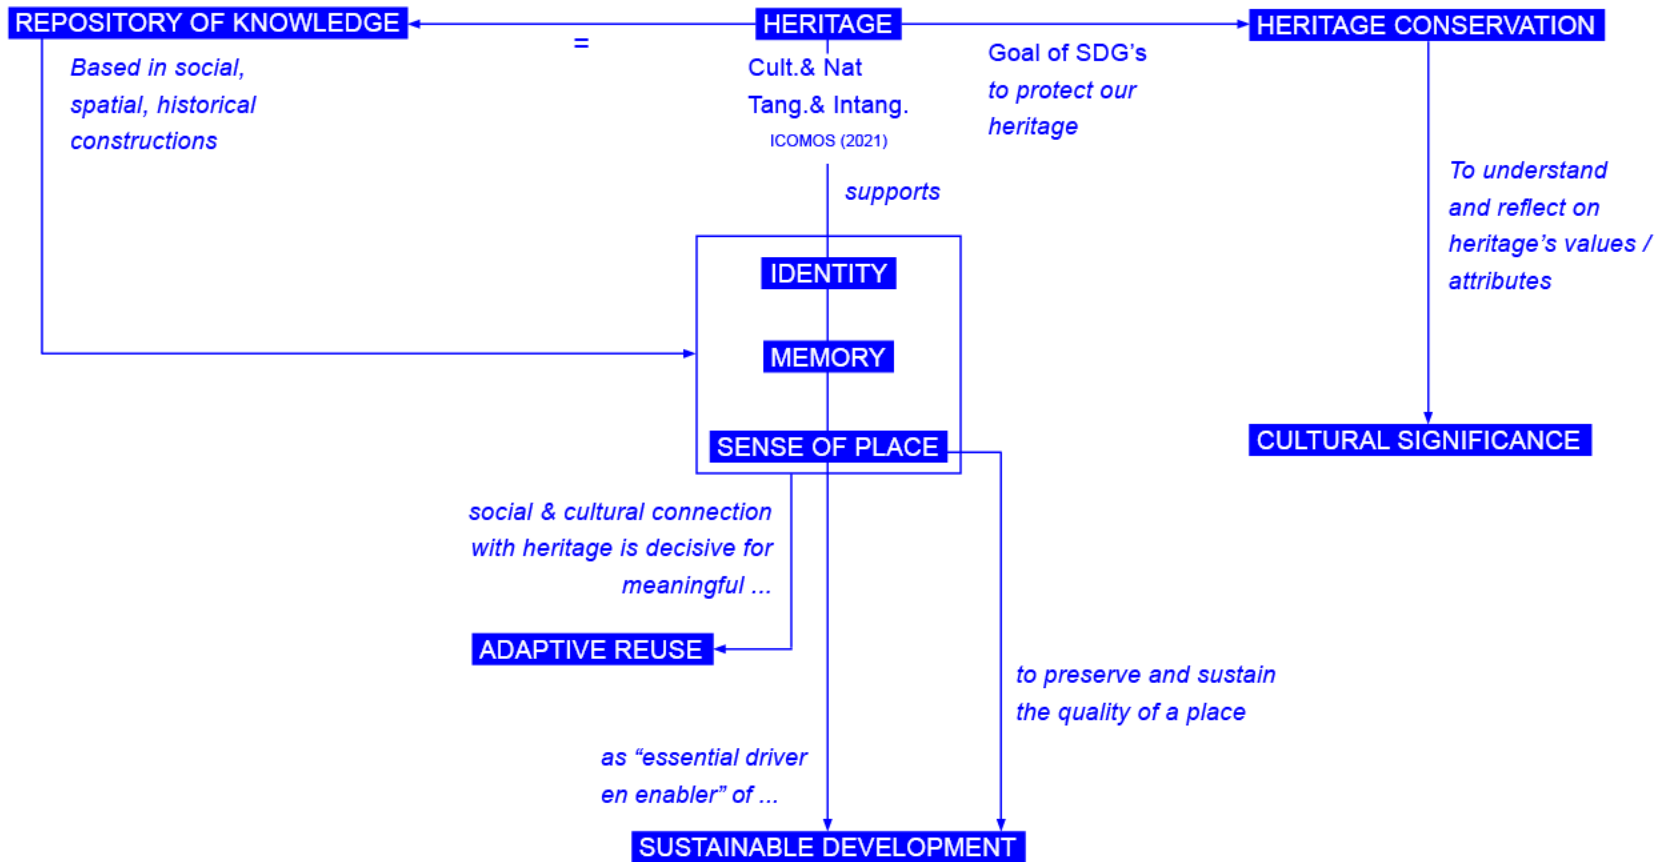 REPOSITORY OF KNOWLEDGE
HERITAGE
HERITAGE CONSERVATION
=
Based in social,
spatial, historical
constructions
Cult.& Nat
Tang.& Intang.
ICOMOS (2021)
Goal of SDG's
to protect our
heritage
supports
To understand
and reflect on
heritage's values /
attributes
IDENTITY
MEMORY
SENSE OF PLACE
CULTURAL SIGNIFICANCE
social & cultural connection
with heritage is decisive for
meaningful ...
ADAPTIVE REUSE
to preserve and sustain
the quality of a place
as “essential driver
en enabler” of ...
SUSTAINABLE DEVELOPMENT